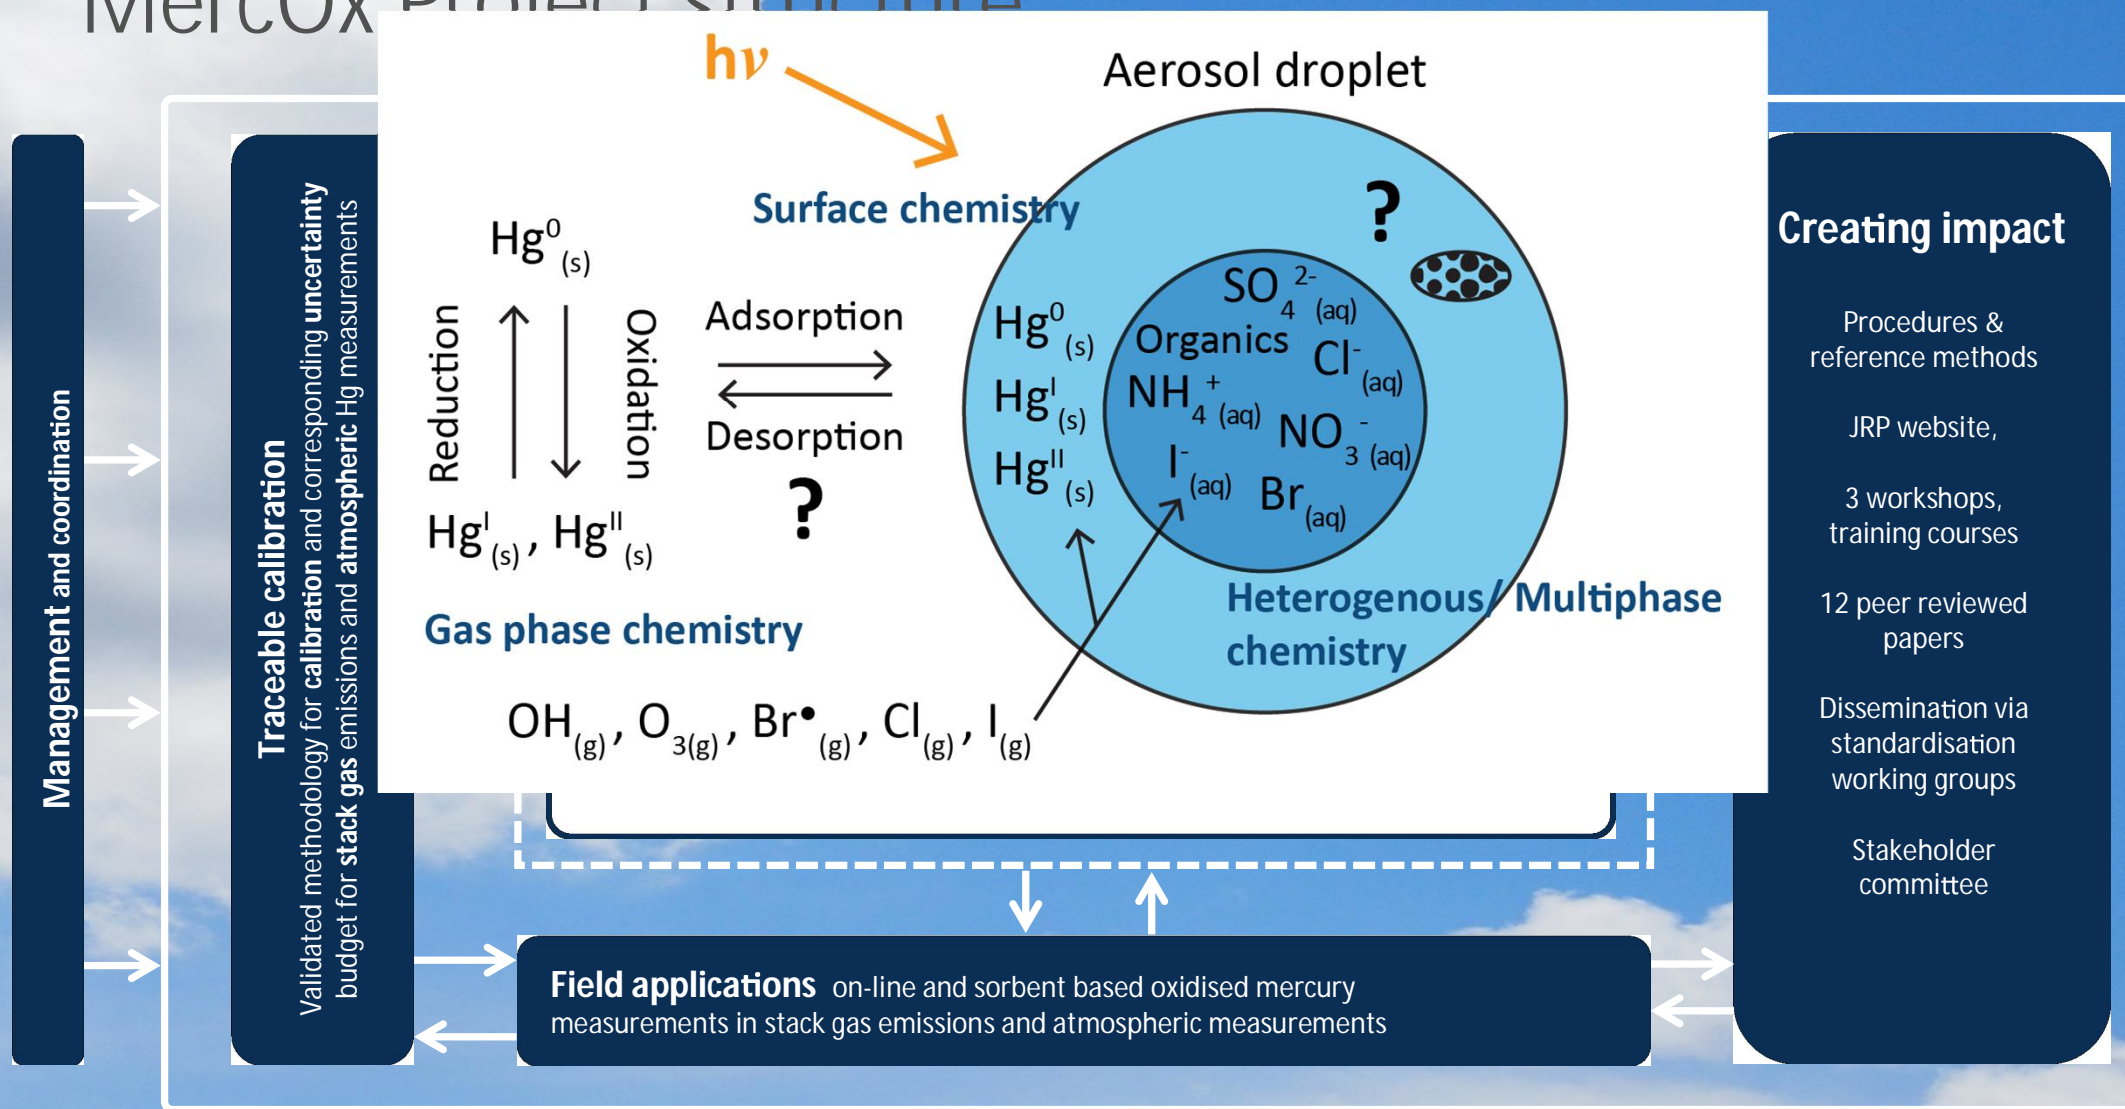 MercOx Project structure
Management and coordination
Traceable calibration
Validated methodology for calibration and corresponding uncertainty
budget for stack gas emissions and atmospheric Hg measurements
hν
Aerosol droplet
Surface chemistry
?
Hg⁰(s)
Reduction
Oxidation
Hgᴵ(s), Hgᴵᴵ(s)
Adsorption
Desorption
?
Hg⁰(s)
Hgᴵ(s)
Hgᴵᴵ(s)
SO₄²⁻(aq)
Organics
Cl⁻(aq)
NH₄⁺(aq)
NO₃⁻(aq)
I⁻(aq)
Br(aq)
Heterogenous/ Multiphase
chemistry
Gas phase chemistry
OH(g), O₃(g), Br•(g), Cl(g), I(g)
Field applications on-line and sorbent based oxidised mercury
measurements in stack gas emissions and atmospheric measurements
Creating impact
Procedures &
reference methods
JRP website,
3 workshops,
training courses
12 peer reviewed
papers
Dissemination via
standardisation
working groups
Stakeholder
committee